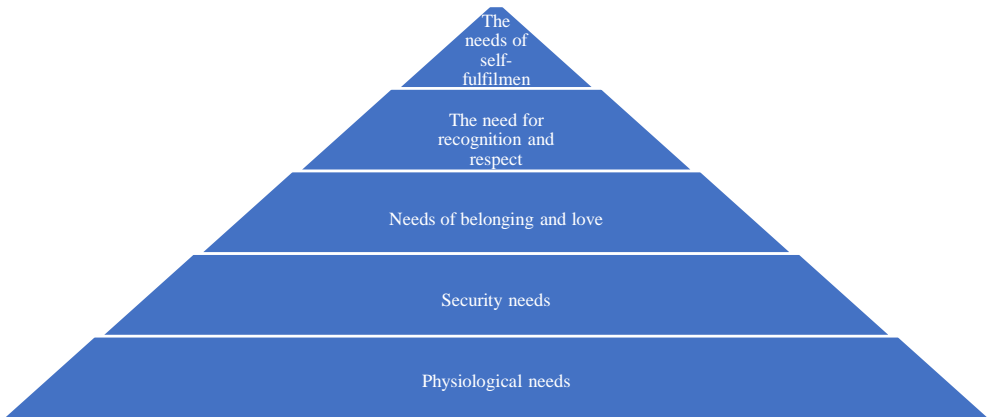 The
needs of
self-
fulfilmen
The need for
recognition and
respect
Needs of belonging and love
Security needs
Physiological needs